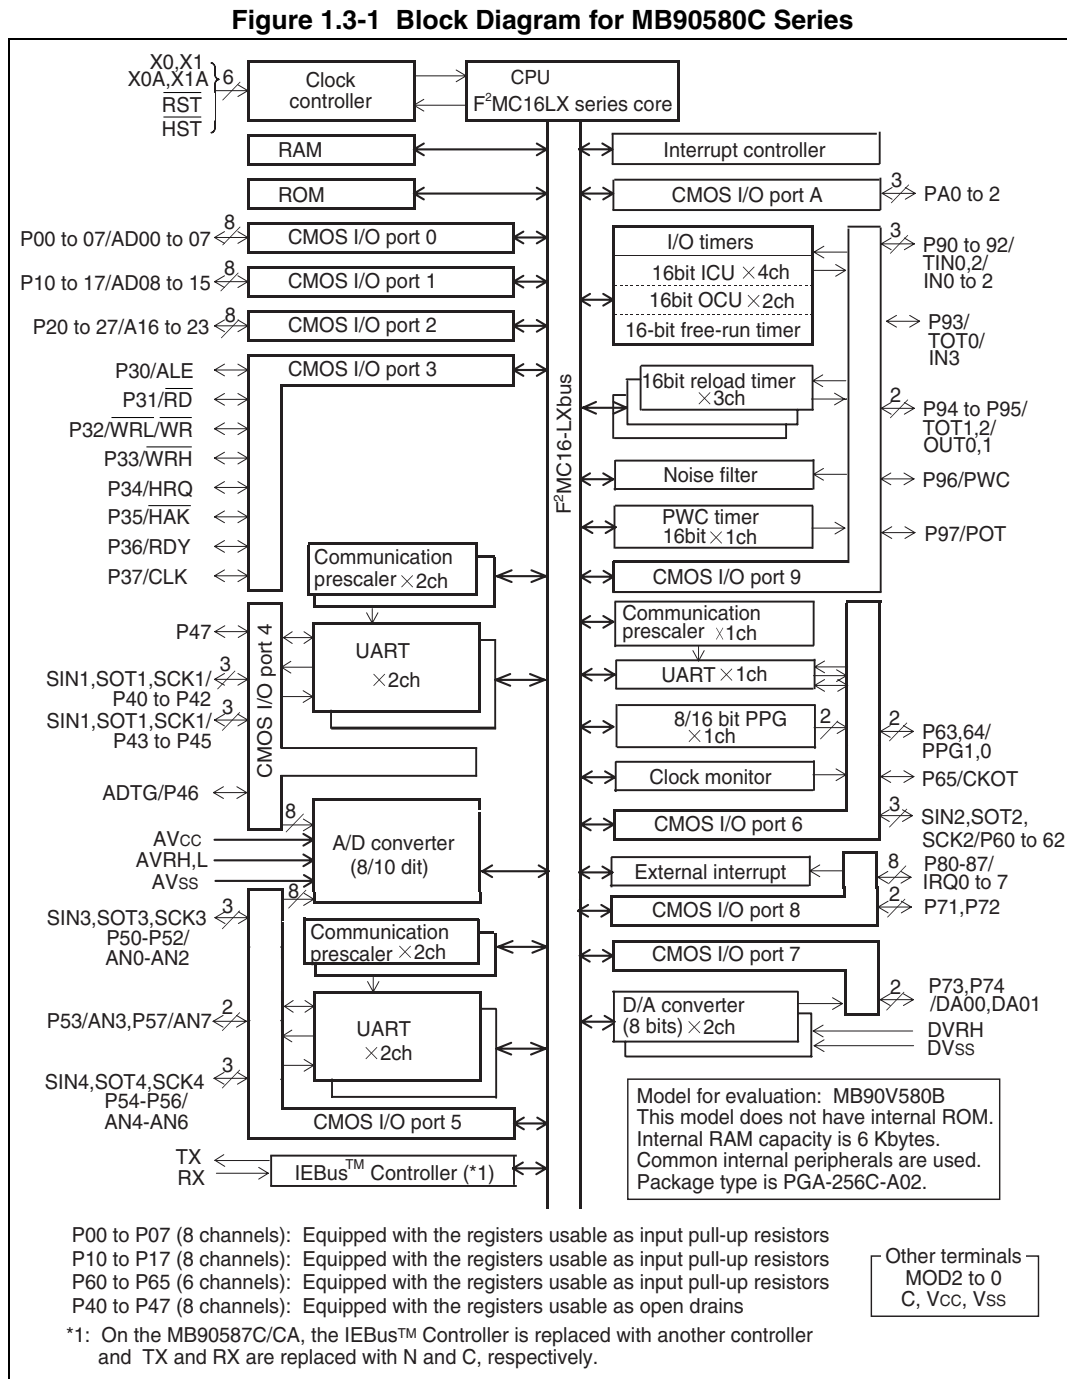 Figure 1.3-1 Block Diagram for MB90580C Series
X0,X1
X0A,X1A
RST
HST
6
Clock
controller
CPU
F²MC16LX series core
RAM
ROM
F²MC16-LXbus
P00 to 07/AD00 to 07
8
CMOS I/O port 0
P10 to 17/AD08 to 15
8
CMOS I/O port 1
P20 to 27/A16 to 23
8
CMOS I/O port 2
CMOS I/O port 3
P30/ALE
P31/RD
P32/WRL/WR
P33/WRH
P34/HRQ
P35/HAK
P36/RDY
P37/CLK
Communication
prescaler ×2ch
CMOS I/O port 4
P47
UART
×2ch
SIN1,SOT1,SCK1/
P40 to P42
3
SIN1,SOT1,SCK1/
P43 to P45
3
ADTG/P46
8
A/D converter
(8/10 dit)
AVcc
AVRH,L
AVss
8
SIN3,SOT3,SCK3
P50-P52/
AN0-AN2
3
Communication
prescaler ×2ch
P53/AN3,P57/AN7
2
UART
×2ch
SIN4,SOT4,SCK4
P54-P56/
AN4-AN6
3
CMOS I/O port 5
TX
RX
IEBus™ Controller (*1)
Interrupt controller
CMOS I/O port A
3
PA0 to 2
I/O timers
16bit ICU ×4ch
16bit OCU ×2ch
16-bit free-run timer
3
P90 to 92/
TIN0,2/
IN0 to 2
P93/
TOT0/
IN3
16bit reload timer
×3ch
2
P94 to P95/
TOT1,2/
OUT0,1
Noise filter
P96/PWC
PWC timer
16bit×1ch
P97/POT
CMOS I/O port 9
Communication
prescaler ×1ch
UART ×1ch
8/16 bit PPG
×1ch
2
2
P63,64/
PPG1,0
Clock monitor
P65/CKOT
CMOS I/O port 6
3
SIN2,SOT2,
SCK2/P60 to 62
External interrupt
8
P80-87/
IRQ0 to 7
CMOS I/O port 8
2
P71,P72
CMOS I/O port 7
D/A converter
(8 bits)×2ch
2
P73,P74
/DA00,DA01
DVRH
DVss
Model for evaluation: MB90V580B
This model does not have internal ROM.
Internal RAM capacity is 6 Kbytes.
Common internal peripherals are used.
Package type is PGA-256C-A02.
P00 to P07 (8 channels): Equipped with the registers usable as input pull-up resistors
P10 to P17 (8 channels): Equipped with the registers usable as input pull-up resistors
P60 to P65 (6 channels): Equipped with the registers usable as input pull-up resistors
P40 to P47 (8 channels): Equipped with the registers usable as open drains
Other terminals
MOD2 to 0
C, Vcc, Vss
*1: On the MB90587C/CA, the IEBus™ Controller is replaced with another controller
and TX and RX are replaced with N and C, respectively.